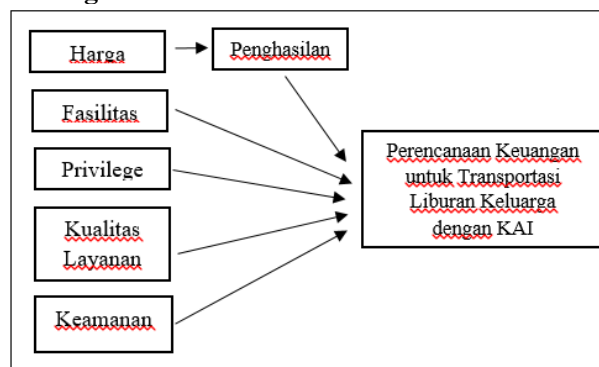 Harga
Penghasilan
Fasilitas
Privilege
Kualitas
Layanan
Keamanan
Perencanaan Keuangan
untuk Transportasi
Liburan Keluarga
dengan KAI